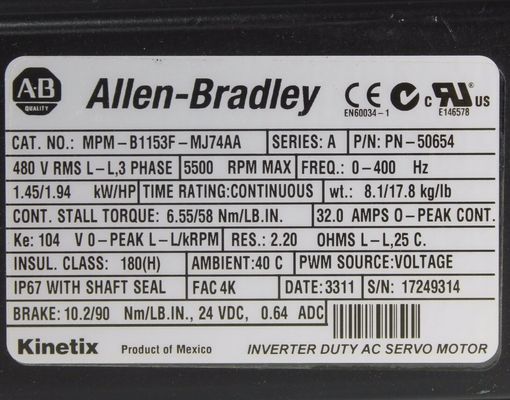 A-B
QUALITY
Allen-Bradley
CE
EN60034-1
c UR US
E146578
CAT. NO.: MPM-B1153F-MJ74AA SERIES: A P/N: PN-50654
480 V RMS L-L,3 PHASE 5500 RPM MAX FREQ.: 0-400 Hz
1.45/1.94 kW/HP TIME RATING:CONTINUOUS wt.: 8.1/17.8 kg/lb
CONT. STALL TORQUE: 6.55/58 Nm/LB.IN. 32.0 AMPS O-PEAK CONT.
Ke: 104 V 0-PEAK L-L/kRPM RES.: 2.20 OHMS L-L,25 C.
INSUL. CLASS: 180(H) AMBIENT:40 C PWM SOURCE:VOLTAGE
IP67 WITH SHAFT SEAL FAC 4K DATE:3311 S/N: 17249314
BRAKE: 10.2/90 Nm/LB.IN., 24 VDC, 0.64 ADC
Kinetix Product of Mexico INVERTER DUTY AC SERVO MOTOR